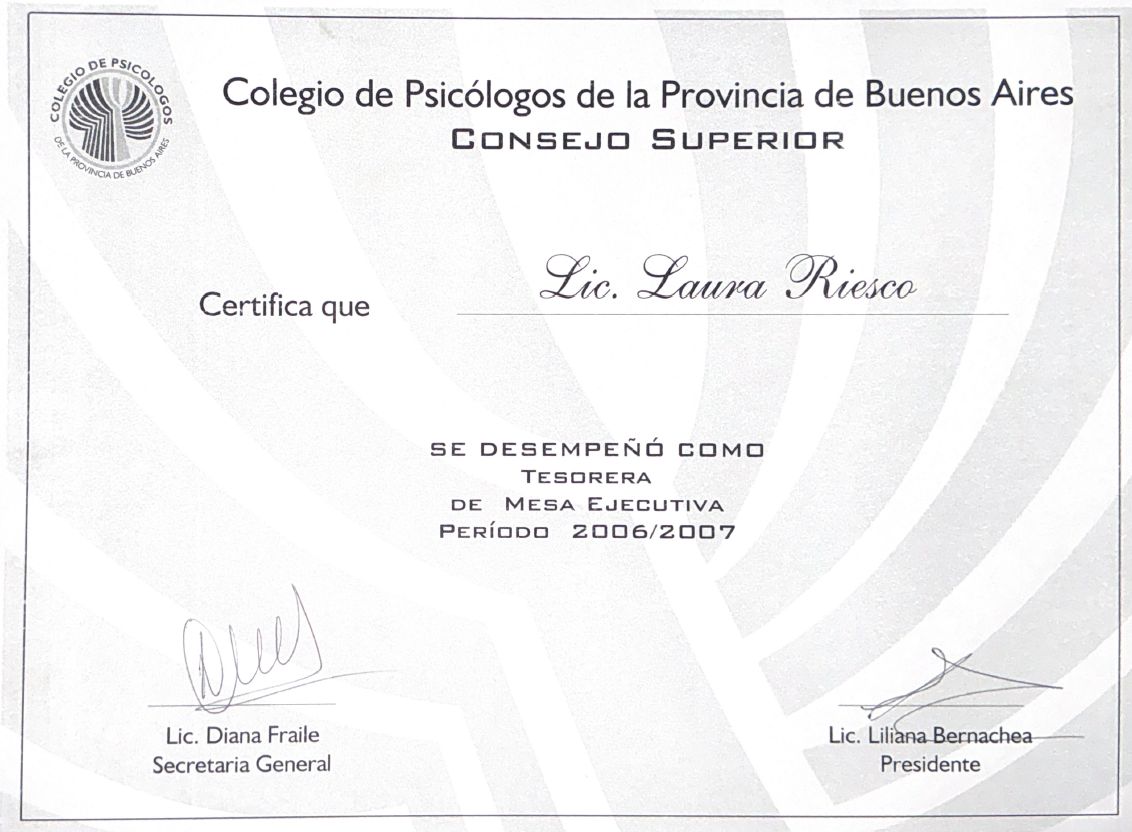 COLEGIO DE PSICOLOGOS
DE LA PROVINCIA DE BUENOS AIRES
Colegio de Psicólogos de la Provincia de Buenos Aires
CONSEJO SUPERIOR
Certifica que
Lic. Laura Riesco
SE DESEMPEÑÓ COMO
TESORERA
DE MESA EJECUTIVA
PERÍODO 2006/2007
Lic. Diana Fraile
Secretaria General
Lic. Liliana Bernachea
Presidente